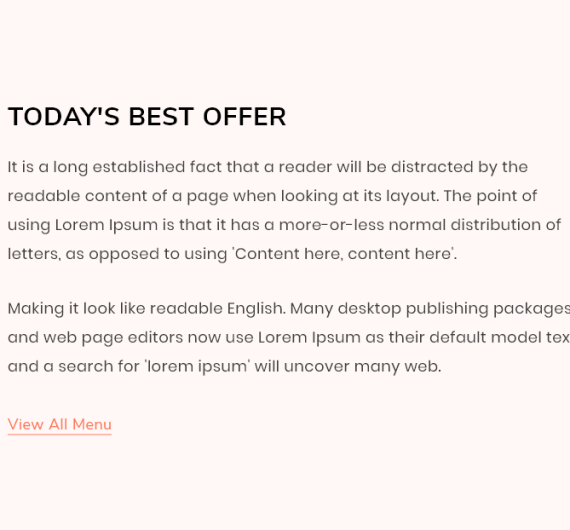 TODAY'S BEST OFFER
It is a long established fact that a reader will be distracted by the
readable content of a page when looking at its layout. The point of
using Lorem Ipsum is that it has a more-or-less normal distribution of
letters, as opposed to using 'Content here, content here'.
Making it look like readable English. Many desktop publishing packages
and web page editors now use Lorem Ipsum as their default model tex
and a search for 'lorem ipsum' will uncover many web.
View All Menu